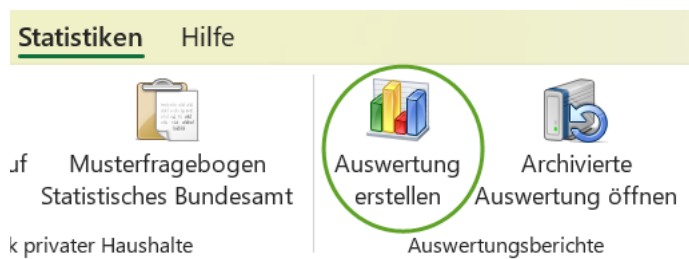 Statistiken Hilfe
Musterfragebogen
Statistisches Bundesamt
Auswertung
erstellen
Archivierte
Auswertung öffnen
privater Haushalte
Auswertungsberichte